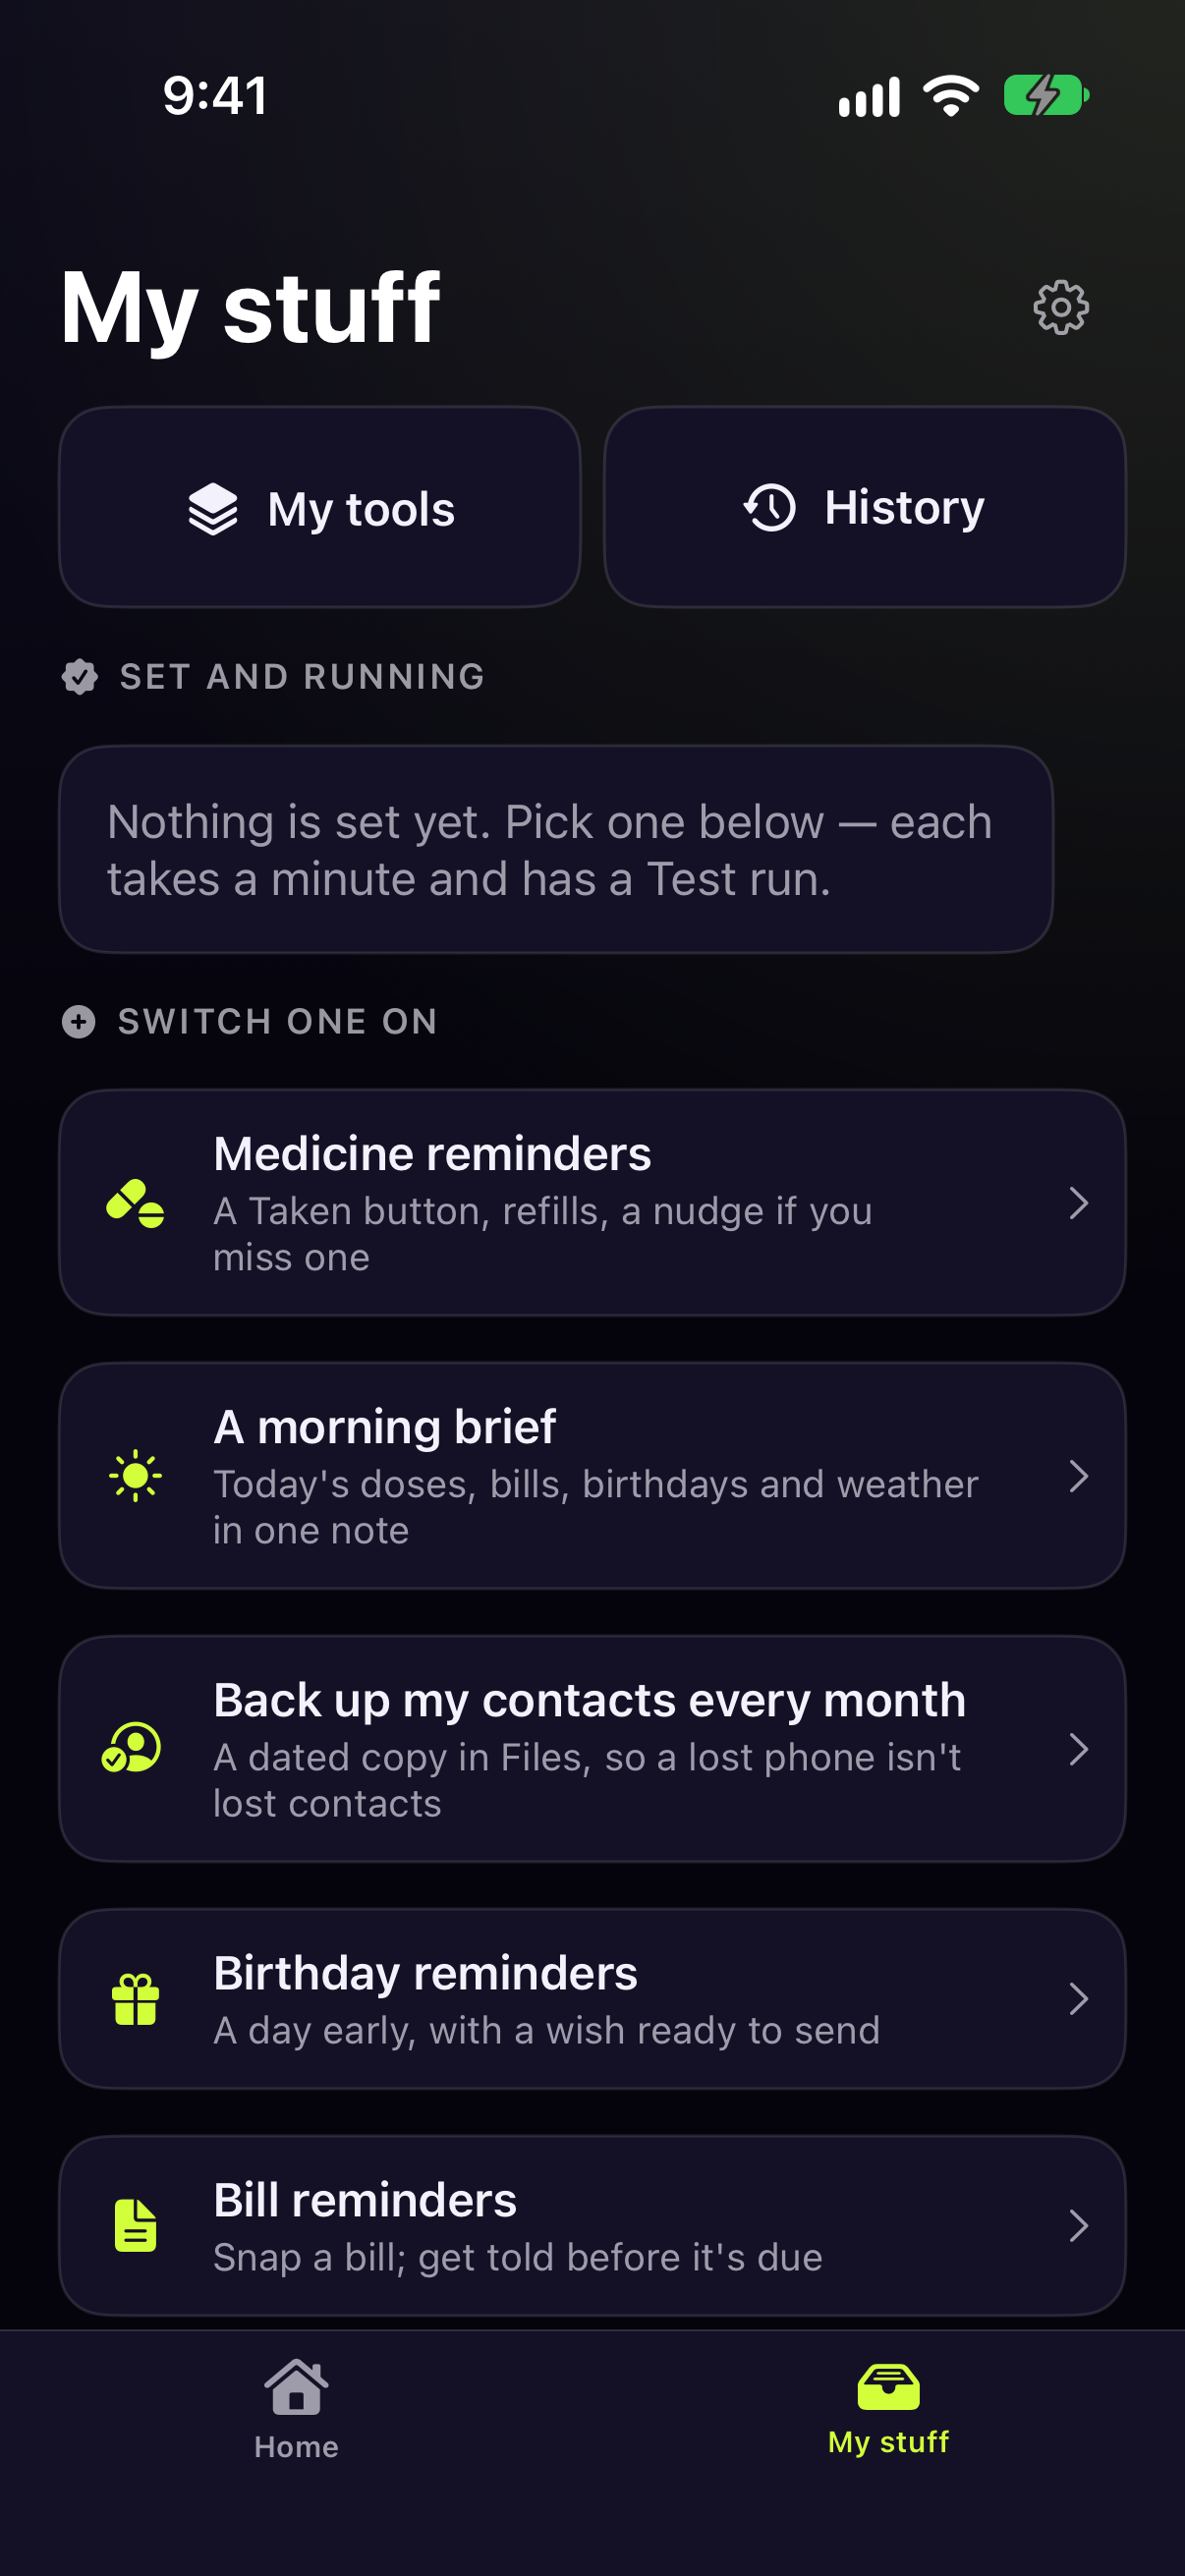 9:41
My stuff
My tools
History
SET AND RUNNING
Nothing is set yet. Pick one below — each
takes a minute and has a Test run.
SWITCH ONE ON
Medicine reminders
A Taken button, refills, a nudge if you
miss one
A morning brief
Today's doses, bills, birthdays and weather
in one note
Back up my contacts every month
A dated copy in Files, so a lost phone isn't
lost contacts
Birthday reminders
A day early, with a wish ready to send
Bill reminders
Snap a bill; get told before it's due
Home
My stuff